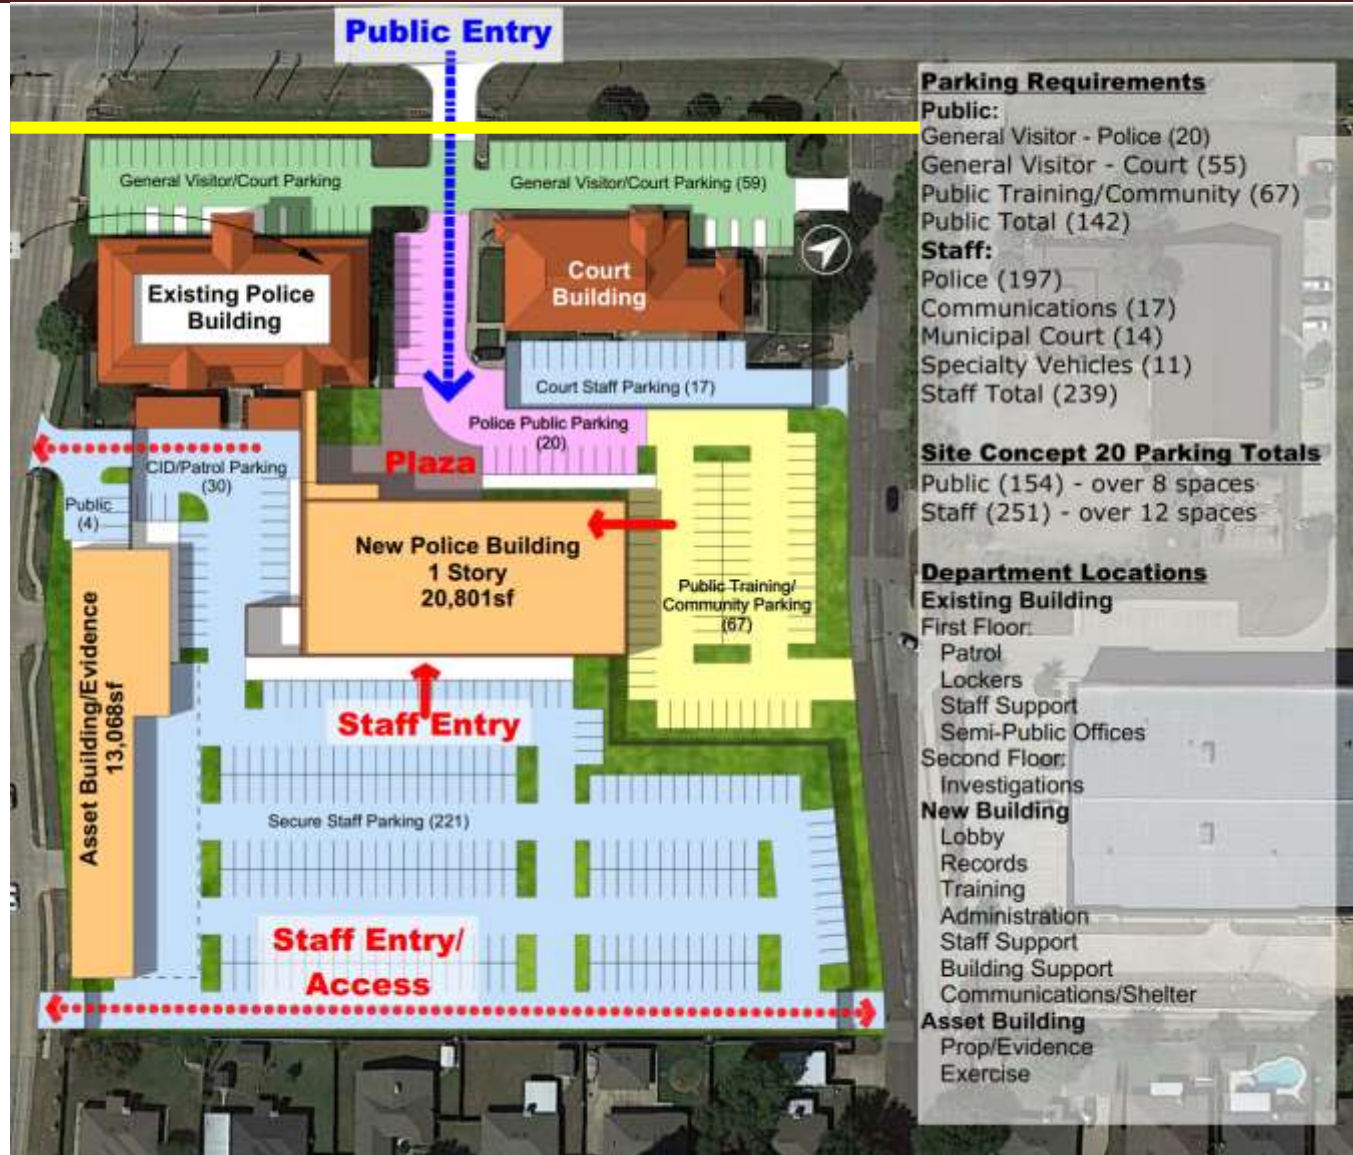 Public Entry
General Visitor/Court Parking
General Visitor/Court Parking (59)
Existing Police
Building
Court
Building
Court Staff Parking (17)
Police Public Parking
(20)
Plaza
CID/Patrol Parking
(30)
Public
(4)
New Police Building
1 Story
20,801sf
Public Training/
Community Parking
(67)
Asset Building/Evidence
13,068sf
Staff Entry
Secure Staff Parking (221)
Staff Entry/
Access
Parking Requirements
Public:
General Visitor - Police (20)
General Visitor - Court (55)
Public Training/Community (67)
Public Total (142)
Staff:
Police (197)
Communications (17)
Municipal Court (14)
Specialty Vehicles (11)
Staff Total (239)
Site Concept 20 Parking Totals
Public (154) - over 8 spaces
Staff (251) - over 12 spaces
Department Locations
Existing Building
First Floor:
Patrol
Lockers
Staff Support
Semi-Public Offices
Second Floor:
Investigations
New Building
Lobby
Records
Training
Administration
Staff Support
Building Support
Communications/Shelter
Asset Building
Prop/Evidence
Exercise